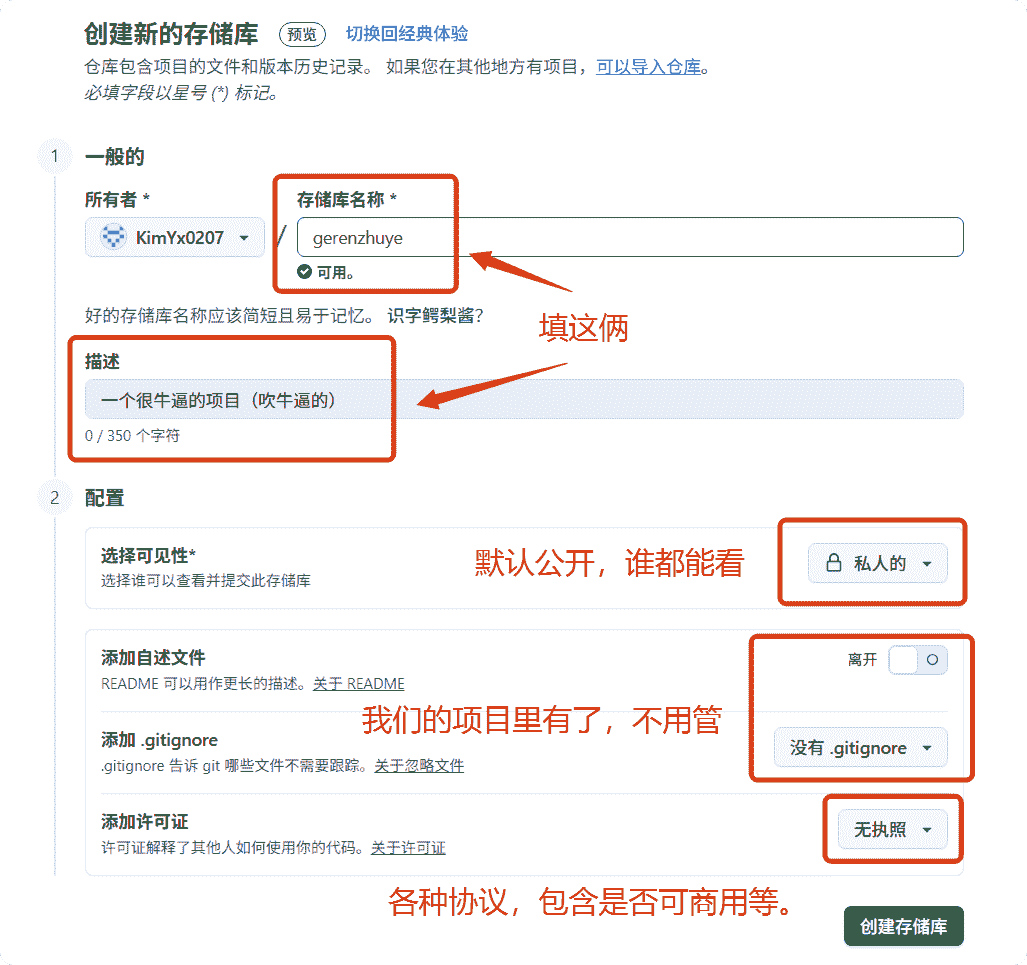 创建新的存储库 预览 切换回经典体验
仓库包含项目的文件和版本历史记录。 如果您在其他地方有项目，可以导入仓库。
必填字段以星号 (*) 标记。
1 一般的
所有者 * 存储库名称 *
KimYx0207 / gerenzhuye
可用。
好的存储库名称应该简短且易于记忆。 识字鳄梨酱？
填这俩
描述
一个很牛逼的项目（吹牛逼的）
0 / 350 个字符
2 配置
选择可见性* 默认公开，谁都能看 私人的
选择谁可以查看并提交此存储库
添加自述文件 离开
README 可以用作更长的描述。关于 README
我们的项目里有了，不用管
添加 .gitignore 没有 .gitignore
.gitignore 告诉 git 哪些文件不需要跟踪。关于忽略文件
添加许可证 无执照
许可证解释了其他人如何使用你的代码。关于许可证
各种协议，包含是否可商用等。
创建存储库